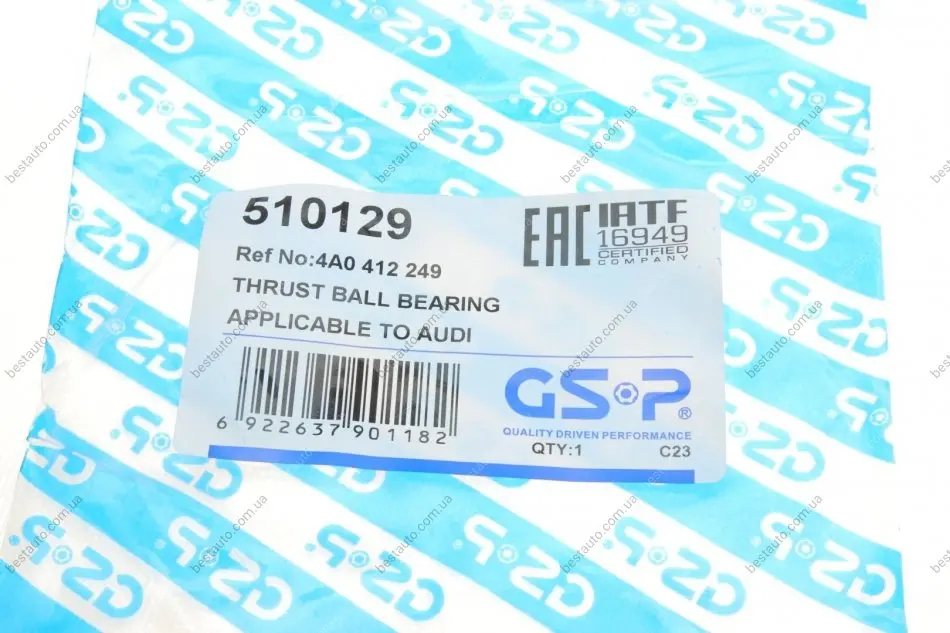 510129
EAC
IATF
16949
CERTIFIED
COMPANY
Ref No:4A0 412 249
THRUST BALL BEARING
APPLICABLE TO AUDI
6 922637 901182
GS·P®
QUALITY DRIVEN PERFORMANCE
QTY:1 C23
bestauto.com.ua